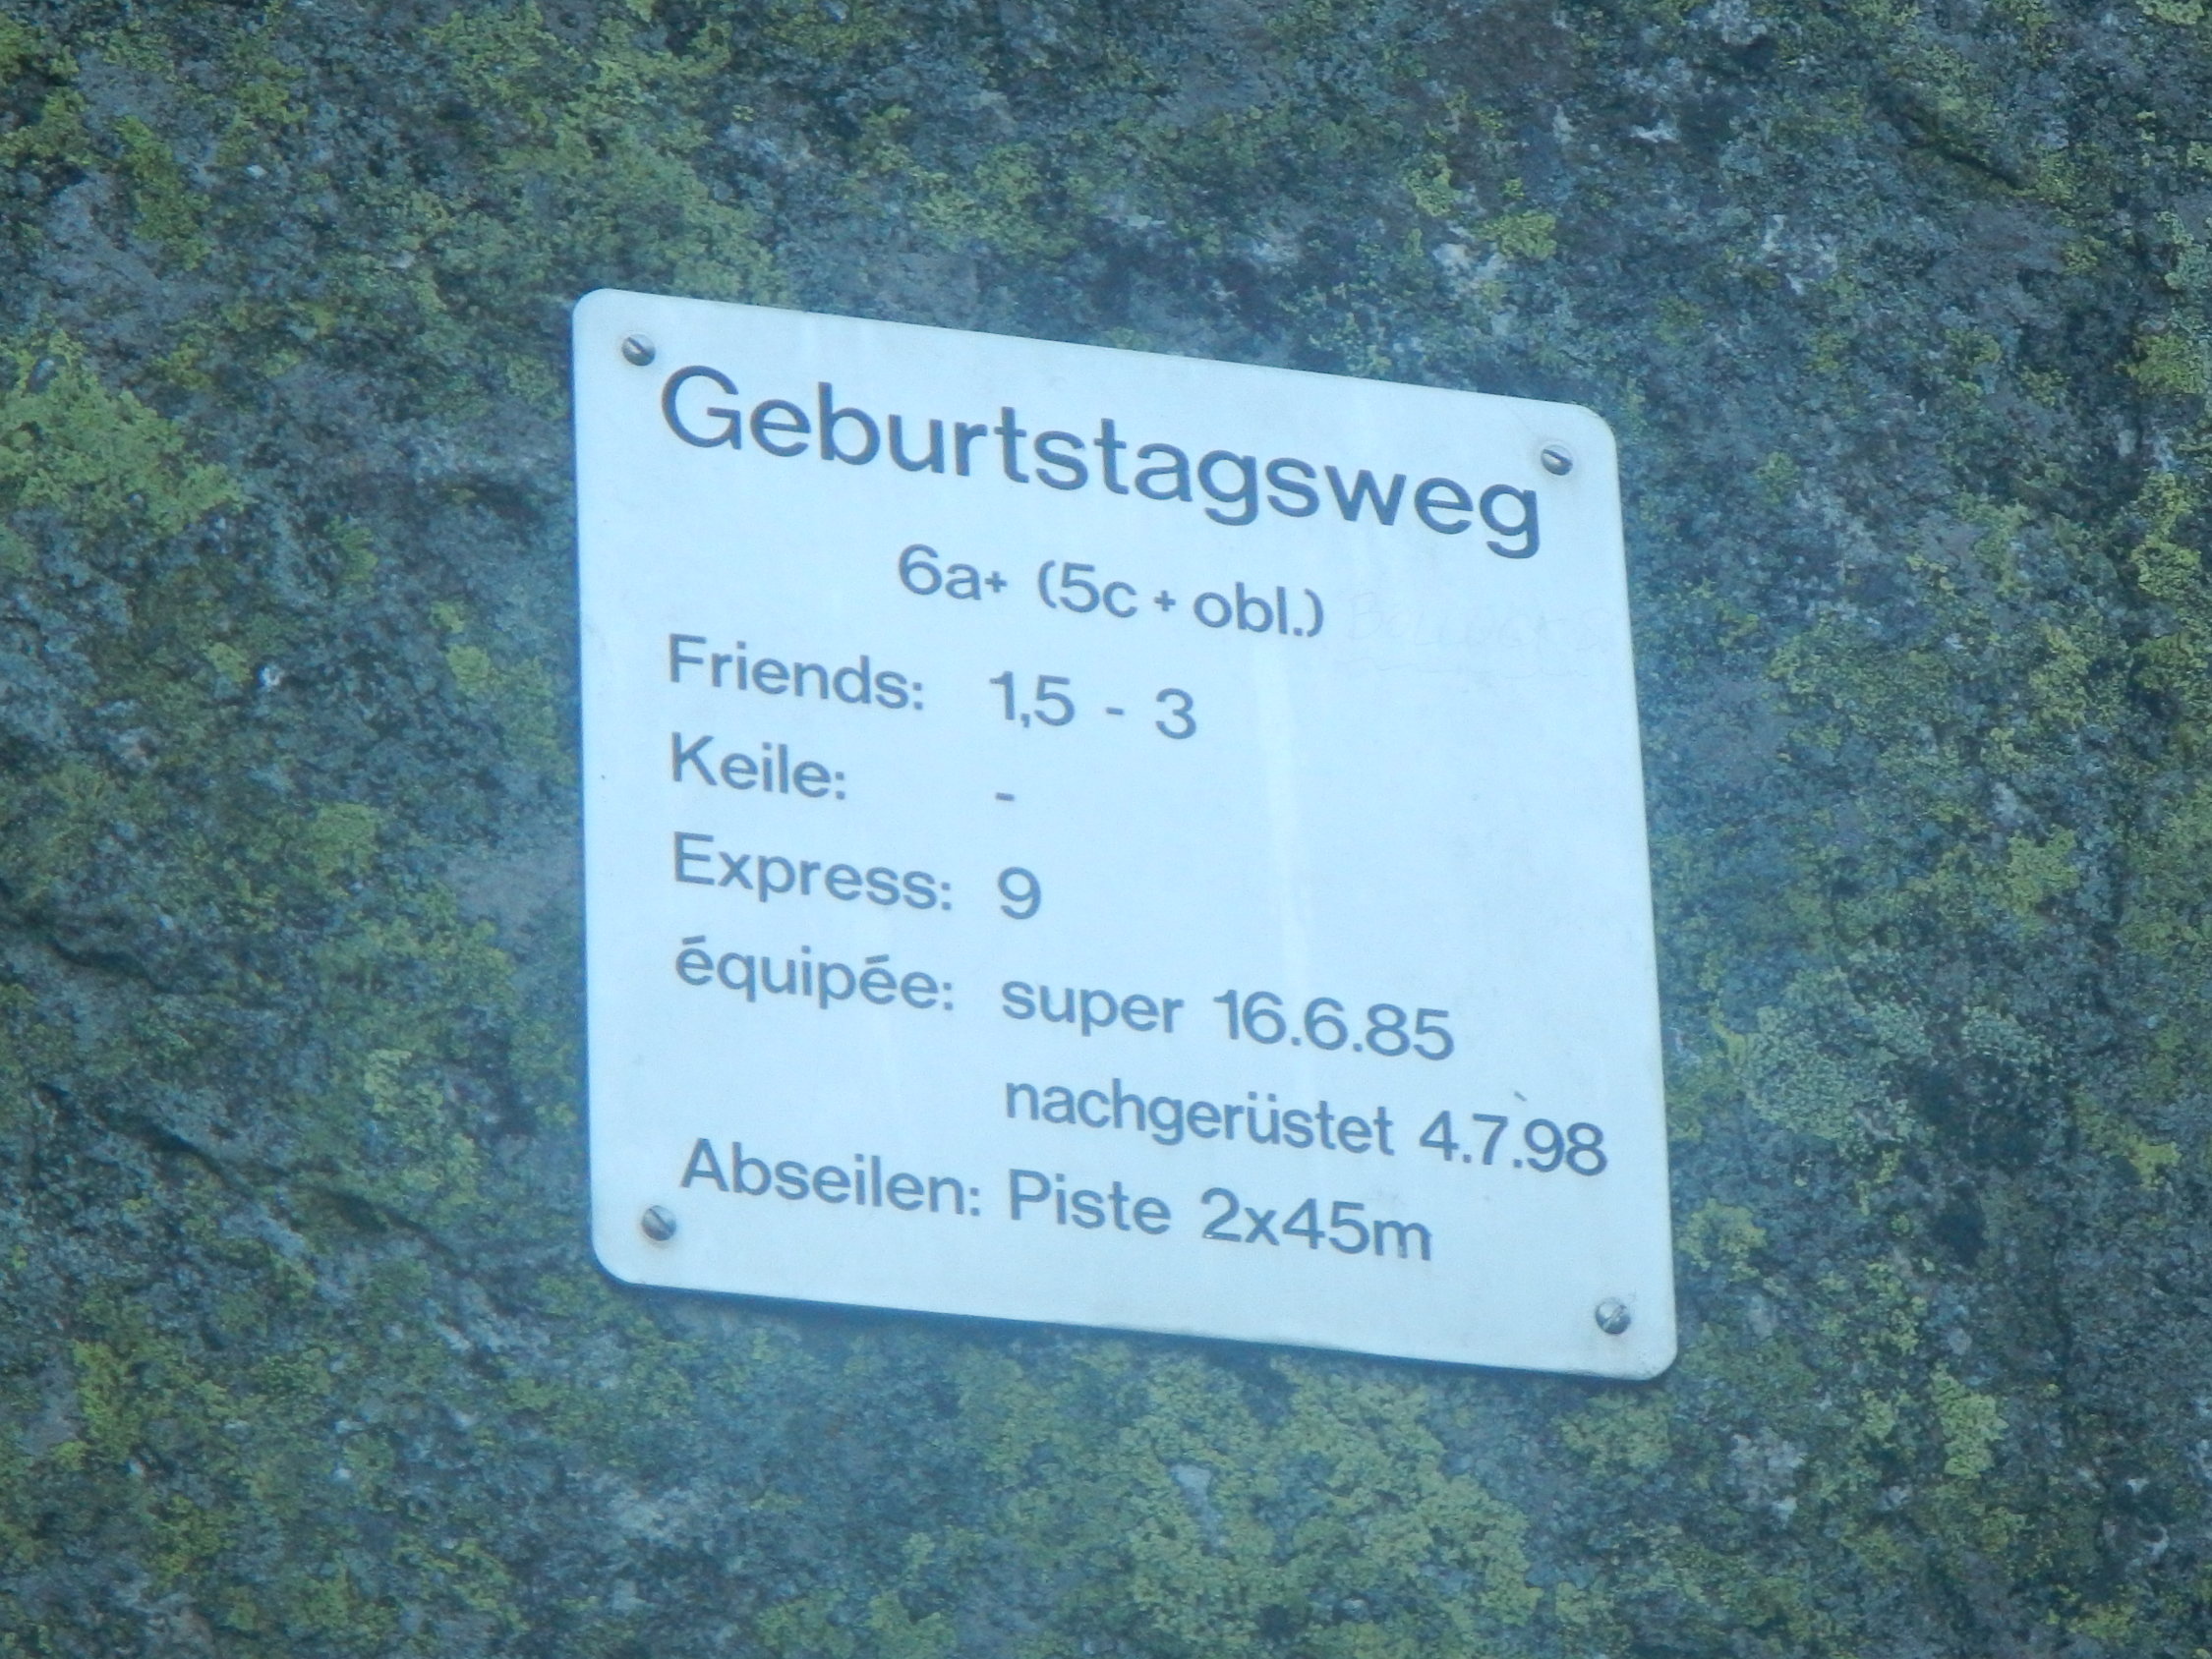 Geburtstagsweg
6a+ (5c + obl.)
Friends: 1,5 - 3
Keile: -
Express: 9
équipée: super 16.6.85
nachgerüstet 4.7.98
Abseilen: Piste 2x45m